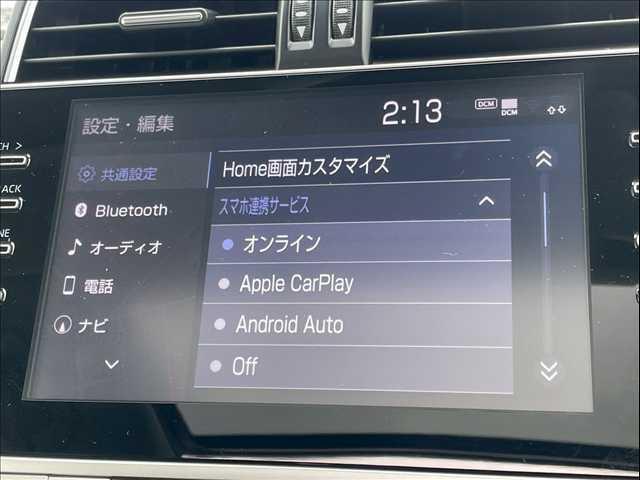 設定・編集
2:13
DCM
DCM
共通設定
Bluetooth
オーディオ
電話
ナビ
Home画面カスタマイズ
スマホ連携サービス
オンライン
Apple CarPlay
Android Auto
Off